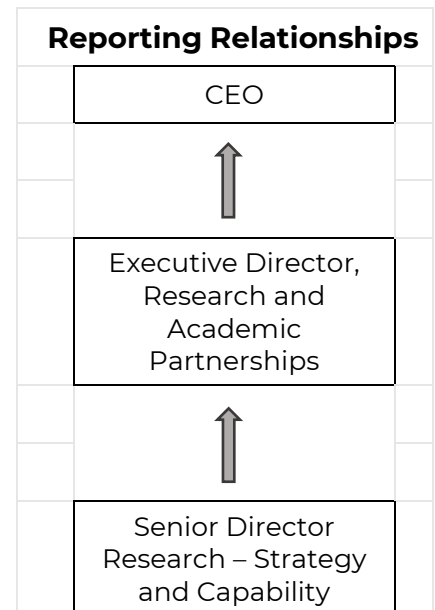 Reporting Relationships
CEO
Executive Director,
Research and
Academic
Partnerships
Senior Director
Research – Strategy
and Capability